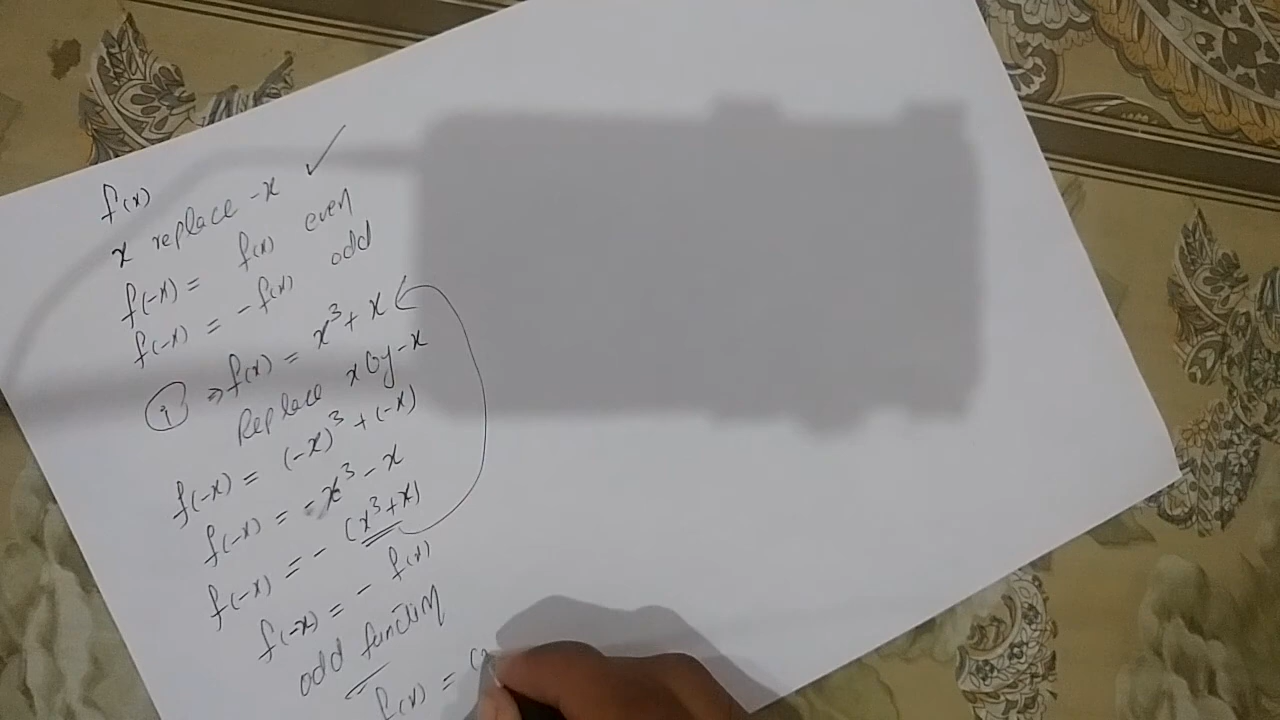 f(x)
x replace -x ✓
f(-x) = f(x) even
f(-x) = -f(x) odd
(i) ⇒ f(x) = x³ + x
Replace x by -x
f(-x) = (-x)³ + (-x)
f(-x) = -x³ - x
f(-x) = - (x³+x)
f(-x) = - f(x)
odd function
f(x) = (